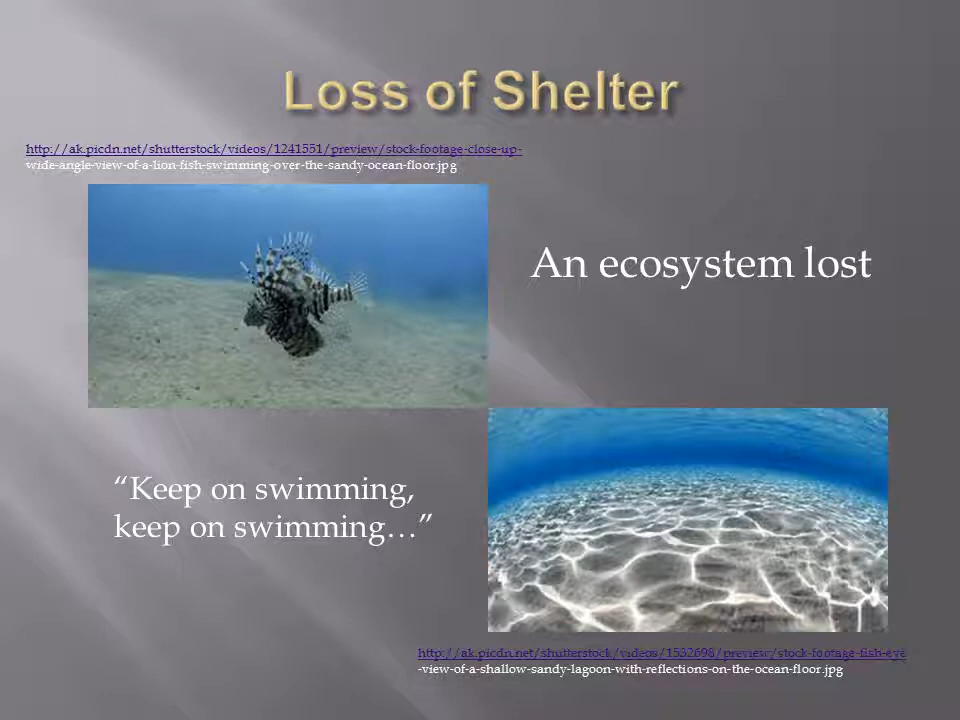 Loss of Shelter
http://ak.picdn.net/shutterstock/videos/1241551/preview/stock-footage-close-up-
wide-angle-view-of-a-lion-fish-swimming-over-the-sandy-ocean-floor.jpg
An ecosystem lost
“Keep on swimming,
keep on swimming…”
http://ak.picdn.net/shutterstock/videos/1532698/preview/stock-footage-fish-eye
-view-of-a-shallow-sandy-lagoon-with-reflections-on-the-ocean-floor.jpg